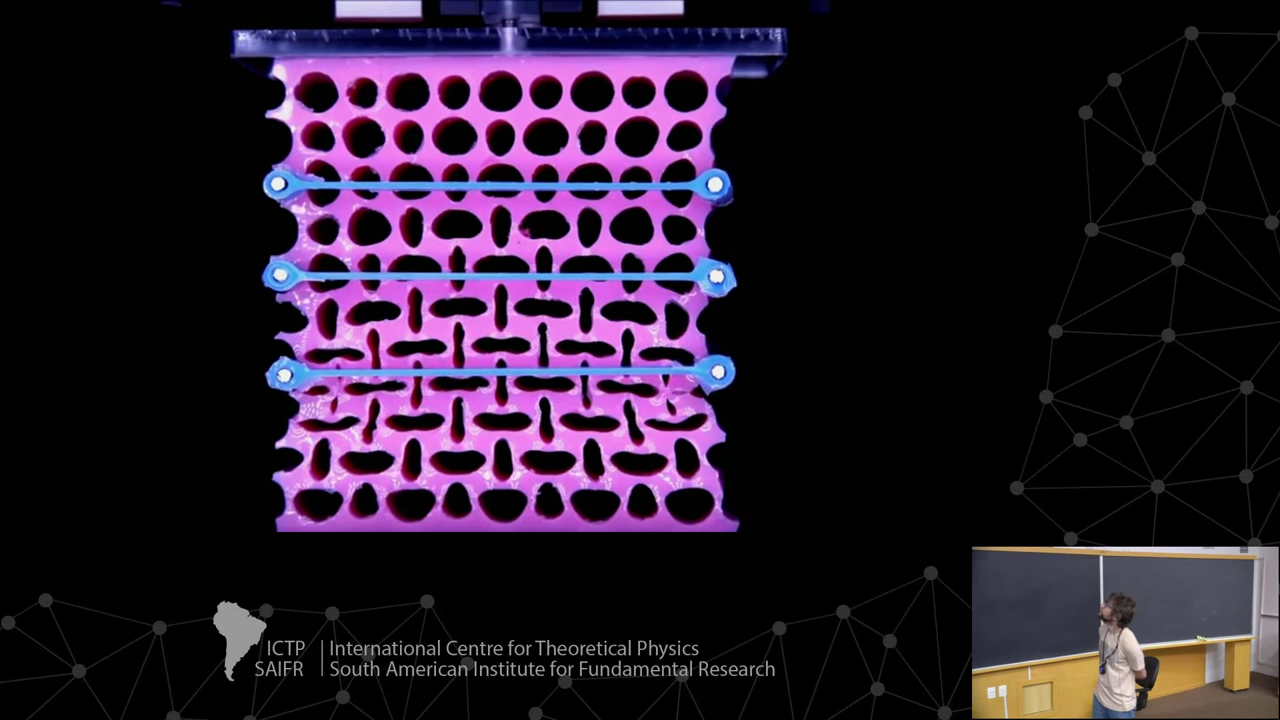 ICTP
SAIFR
International Centre for Theoretical Physics
South American Institute for Fundamental Research